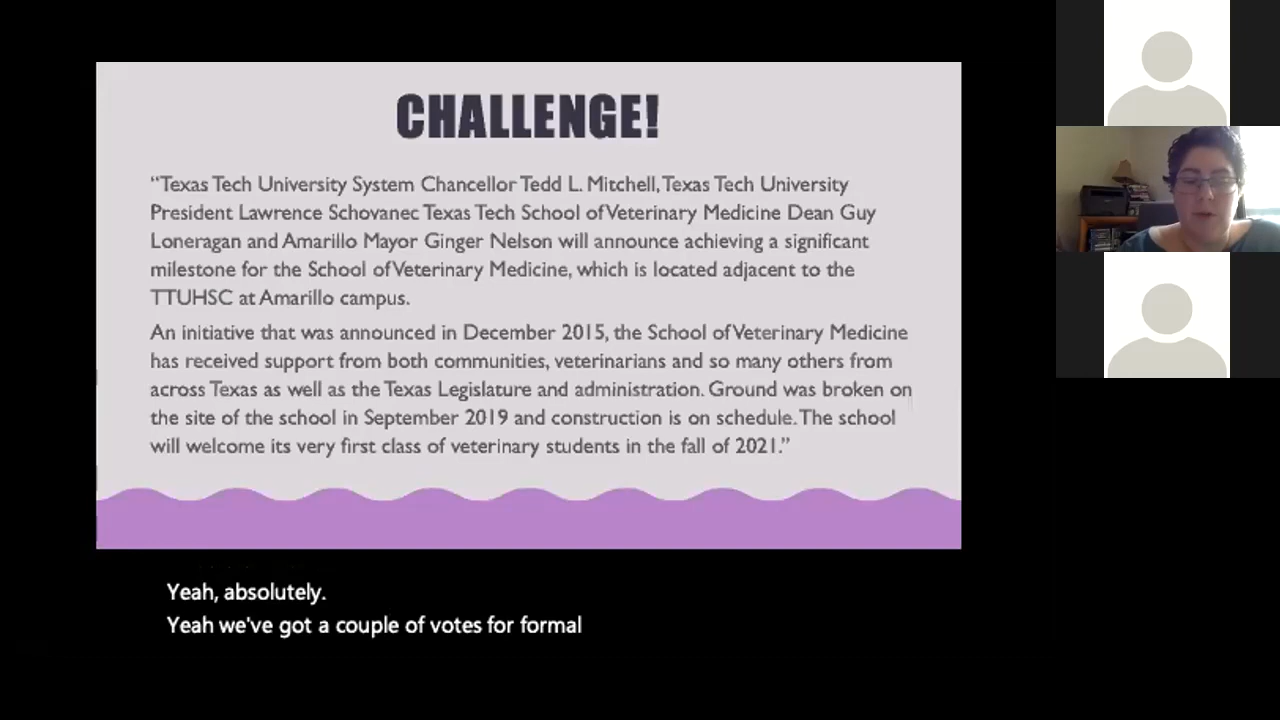 CHALLENGE!
“Texas Tech University System Chancellor Tedd L. Mitchell, Texas Tech University
President Lawrence Schovanec Texas Tech School of Veterinary Medicine Dean Guy
Loneragan and Amarillo Mayor Ginger Nelson will announce achieving a significant
milestone for the School of Veterinary Medicine, which is located adjacent to the
TTUHSC at Amarillo campus.
An initiative that was announced in December 2015, the School of Veterinary Medicine
has received support from both communities, veterinarians and so many others from
across Texas as well as the Texas Legislature and administration. Ground was broken on
the site of the school in September 2019 and construction is on schedule. The school
will welcome its very first class of veterinary students in the fall of 2021.”
Yeah, absolutely.
Yeah we've got a couple of votes for formal